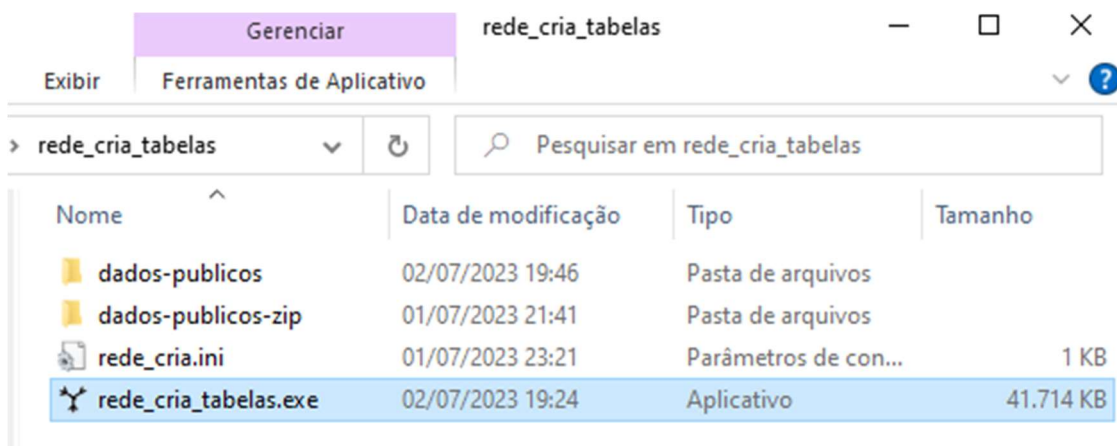 Gerenciar rede_cria_tabelas
Exibir Ferramentas de Aplicativo
rede_cria_tabelas Pesquisar em rede_cria_tabelas
Nome Data de modificação Tipo Tamanho
dados-publicos 02/07/2023 19:46 Pasta de arquivos
dados-publicos-zip 01/07/2023 21:41 Pasta de arquivos
rede_cria.ini 01/07/2023 23:21 Parâmetros de con... 1 KB
rede_cria_tabelas.exe 02/07/2023 19:24 Aplicativo 41.714 KB